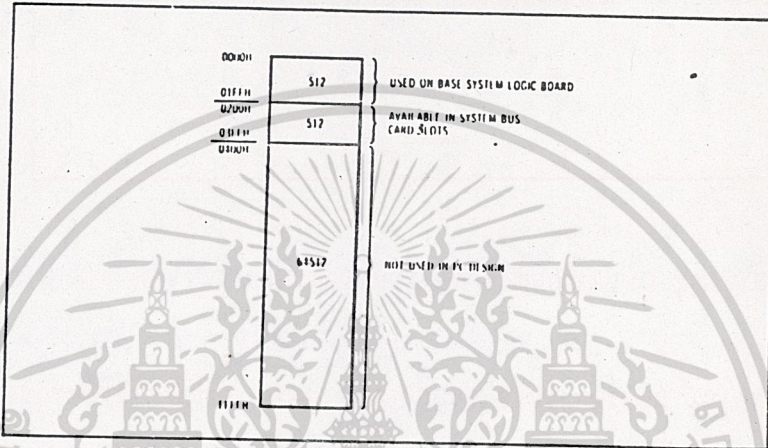 0000H
512
USED ON BASE SYSTEM LOGIC BOARD
01FFH
0200H
512
AVAILABLE IN SYSTEM BUS
CARD SLOTS
03FFH
0400H
64512
NOT USED IN PC DESIGN
FFFFH